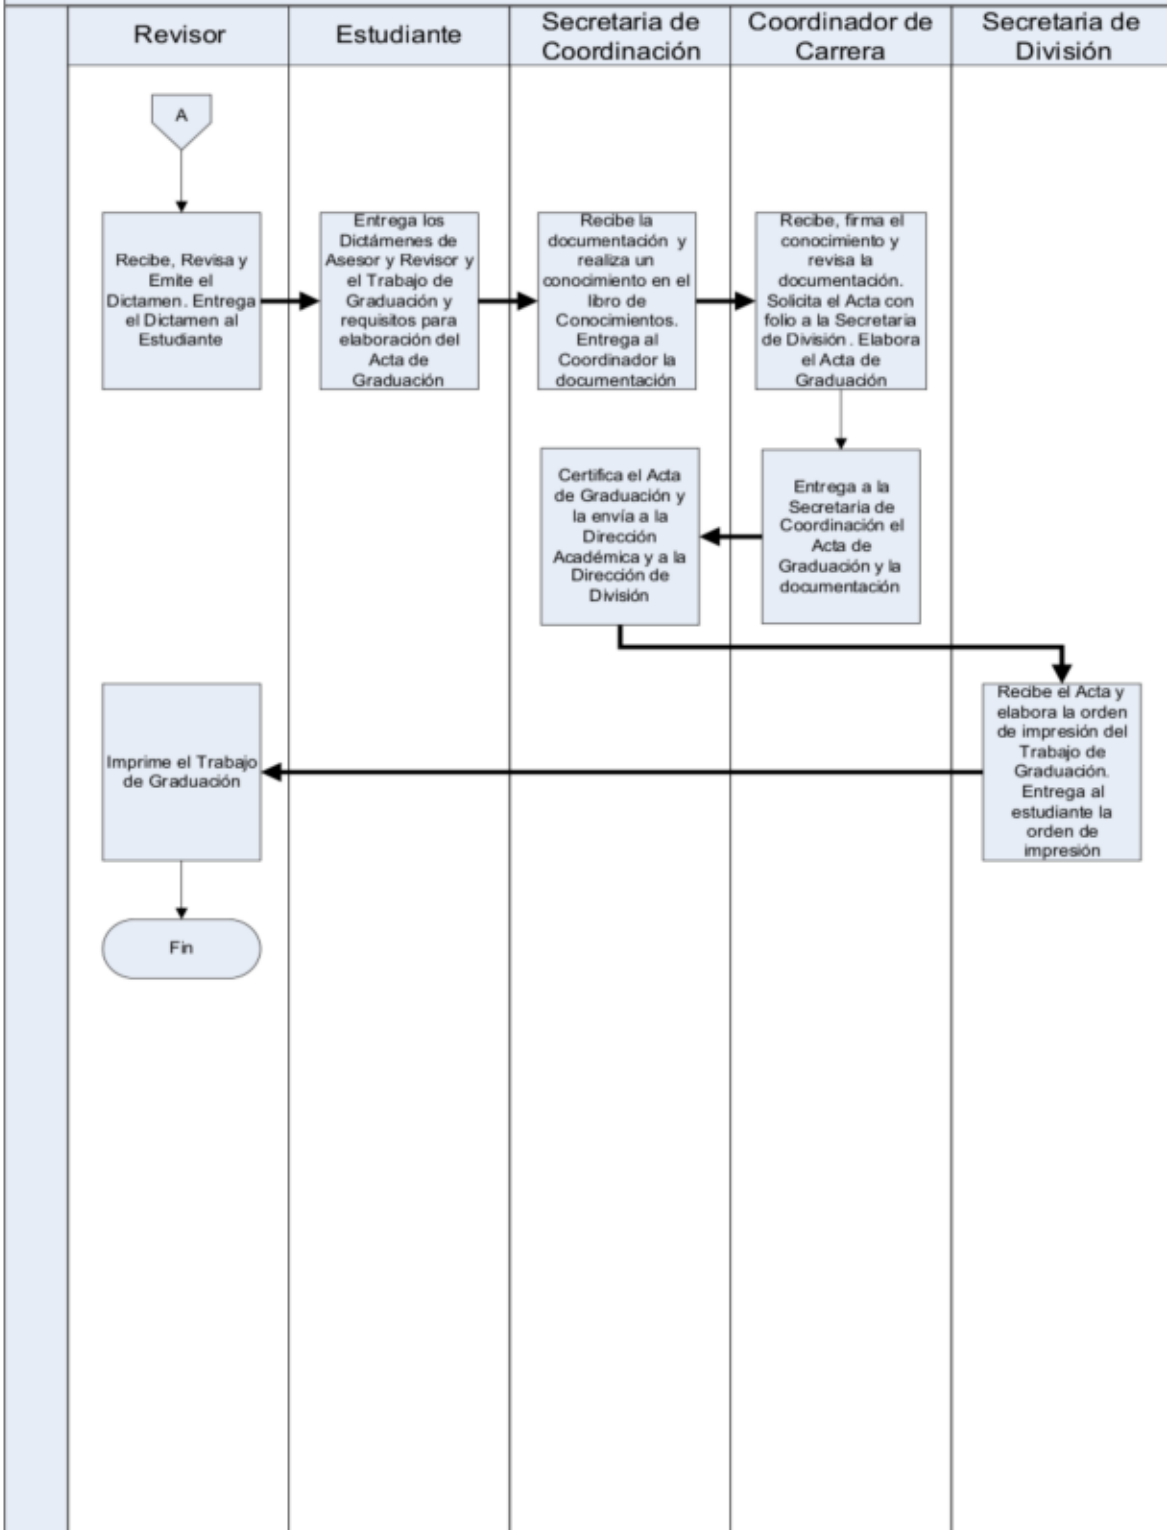 Revisor
Estudiante
Secretaria de
Coordinación
Coordinador de
Carrera
Secretaria de
División
A
Recibe, Revisa y
Emite el
Dictamen. Entrega
el Dictamen al
Estudiante
Entrega los
Dictámenes de
Asesor y Revisor y
el Trabajo de
Graduación y
requisitos para
elaboración del
Acta de
Graduación
Recibe la
documentación y
realiza un
conocimiento en el
libro de
Conocimientos.
Entrega al
Coordinador la
documentación
Recibe, firma el
conocimiento y
revisa la
documentación.
Solicita el Acta con
folio a la Secretaria
de División. Elabora
el Acta de
Graduación
Entrega a la
Secretaria de
Coordinación el
Acta de
Graduación y la
documentación
Certifica el Acta
de Graduación y
la envía a la
Dirección
Académica y a la
Dirección de
División
Recibe el Acta y
elabora la orden
de impresión del
Trabajo de
Graduación.
Entrega al
estudiante la
orden de
impresión
Imprime el Trabajo
de Graduación
Fin